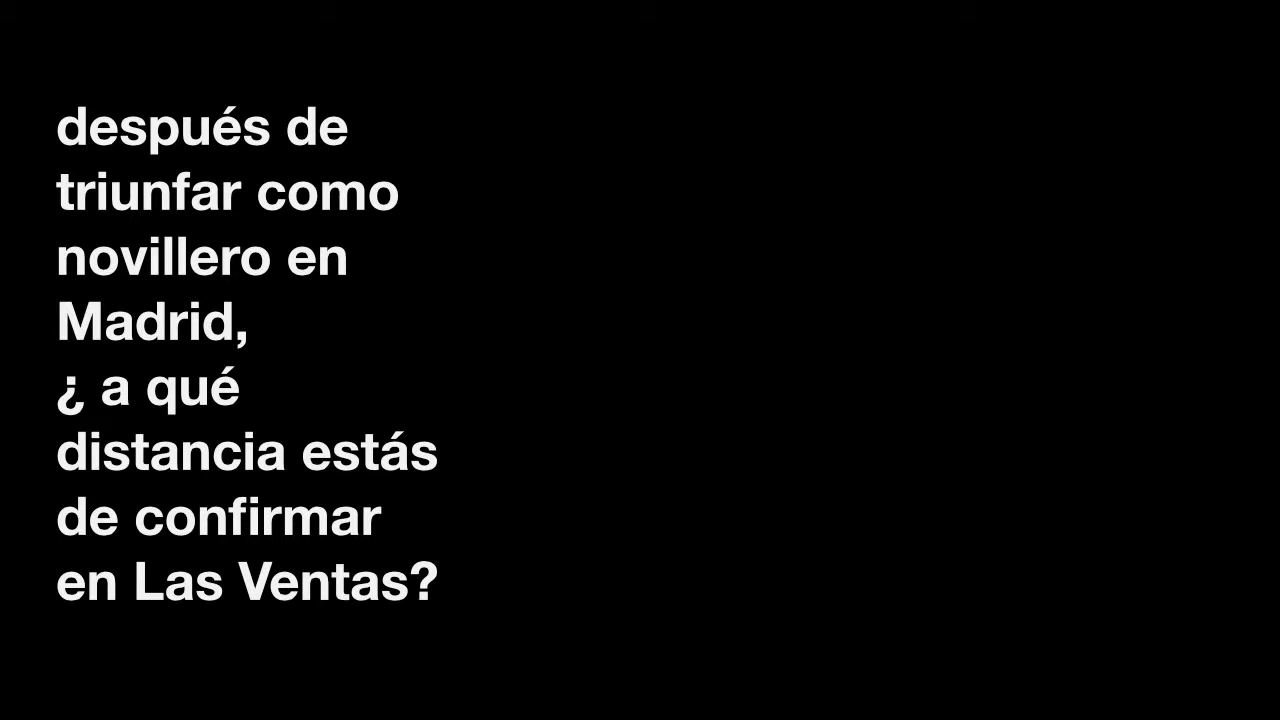 después de
triunfar como
novillero en
Madrid,
¿ a qué
distancia estás
de confirmar
en Las Ventas?